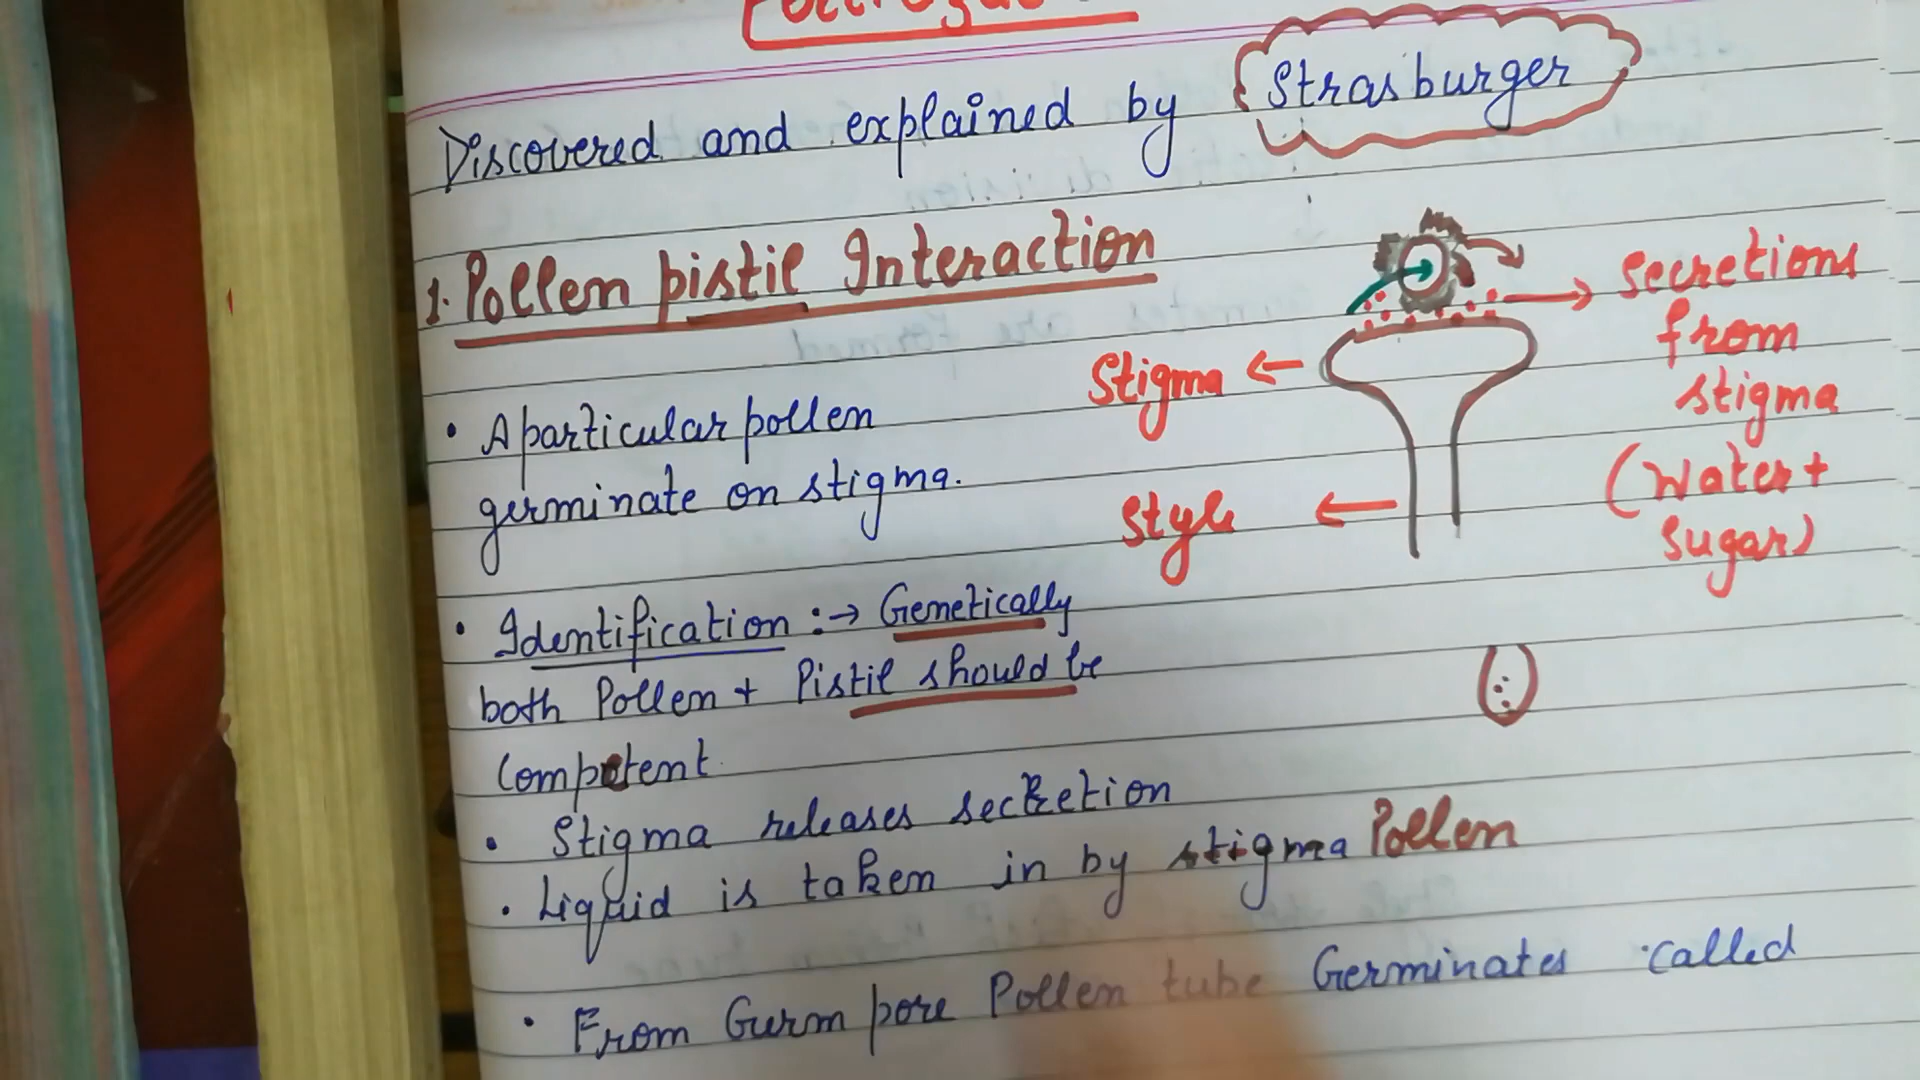 Discovered and explained by Strasburger
1. Pollen pistil Interaction
• A particular pollen
germinate on stigma.
• Identification :→ Genetically
both Pollen + Pistil should be
Competent
• Stigma releases secretion
• Liquid is taken in by stigma Pollen
• From Gurm pore Pollen tube Germinates called
Stigma
Style
Secretions
from
stigma
(Water +
Sugar)